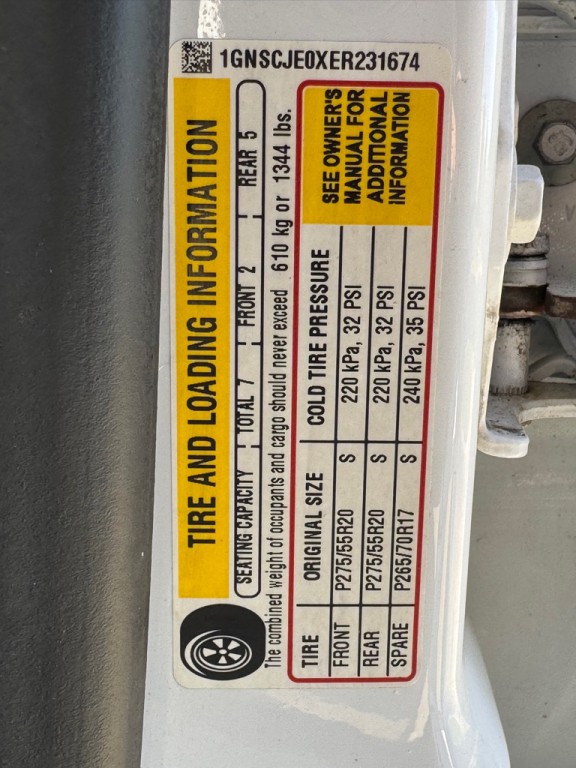 1GNSCJE0XER231674
TIRE AND LOADING INFORMATION
SEATING CAPACITY TOTAL 7 FRONT 2 REAR 5
The combined weight of occupants and cargo should never exceed 610 kg or 1344 lbs.
TIRE ORIGINAL SIZE COLD TIRE PRESSURE
FRONT P275/55R20 S 220 kPa, 32 PSI
REAR P275/55R20 S 220 kPa, 32 PSI
SPARE P265/70R17 S 240 kPa, 35 PSI
SEE OWNER'S
MANUAL FOR
ADDITIONAL
INFORMATION